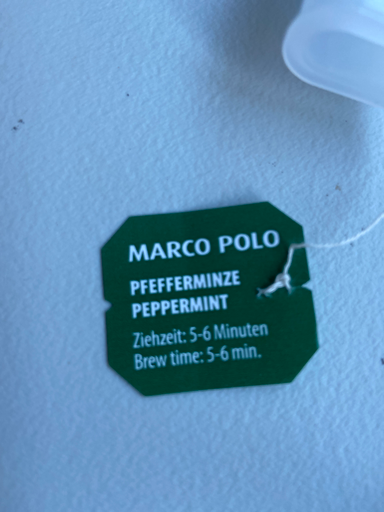 MARCO POLO
PFEFFERMINZE
PEPPERMINT
Ziehzeit: 5-6 Minuten
Brew time: 5-6 min.